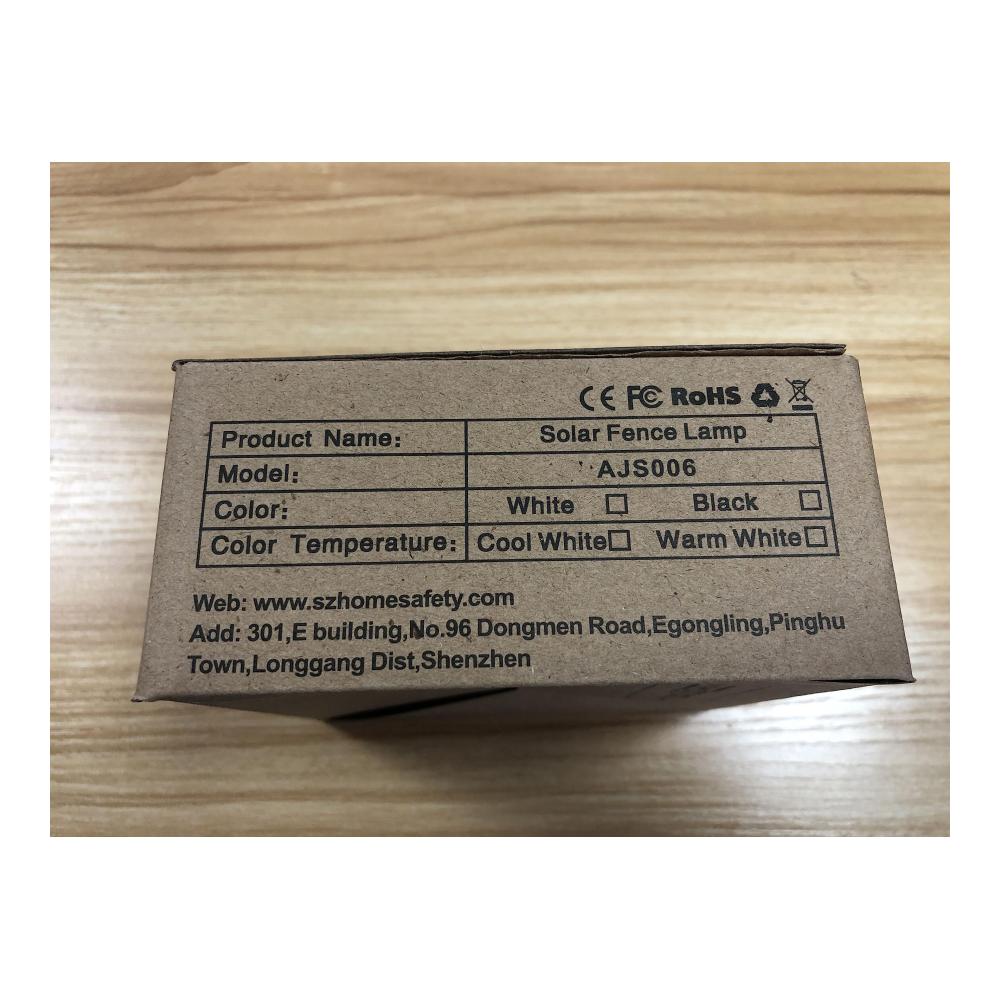 CE FC RoHS
Product Name: Solar Fence Lamp
Model: AJS006
Color: White □ Black □
Color Temperature: Cool White□ Warm White□
Web: www.szhomesafety.com
Add: 301,E building,No.96 Dongmen Road,Egongling,Pinghu
Town,Longgang Dist,Shenzhen